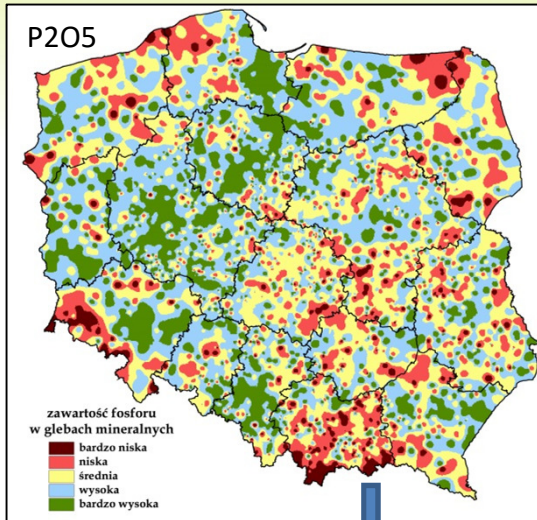 P2O5
zawartość fosforu
w glebach mineralnych
bardzo niska
niska
średnia
wysoka
bardzo wysoka